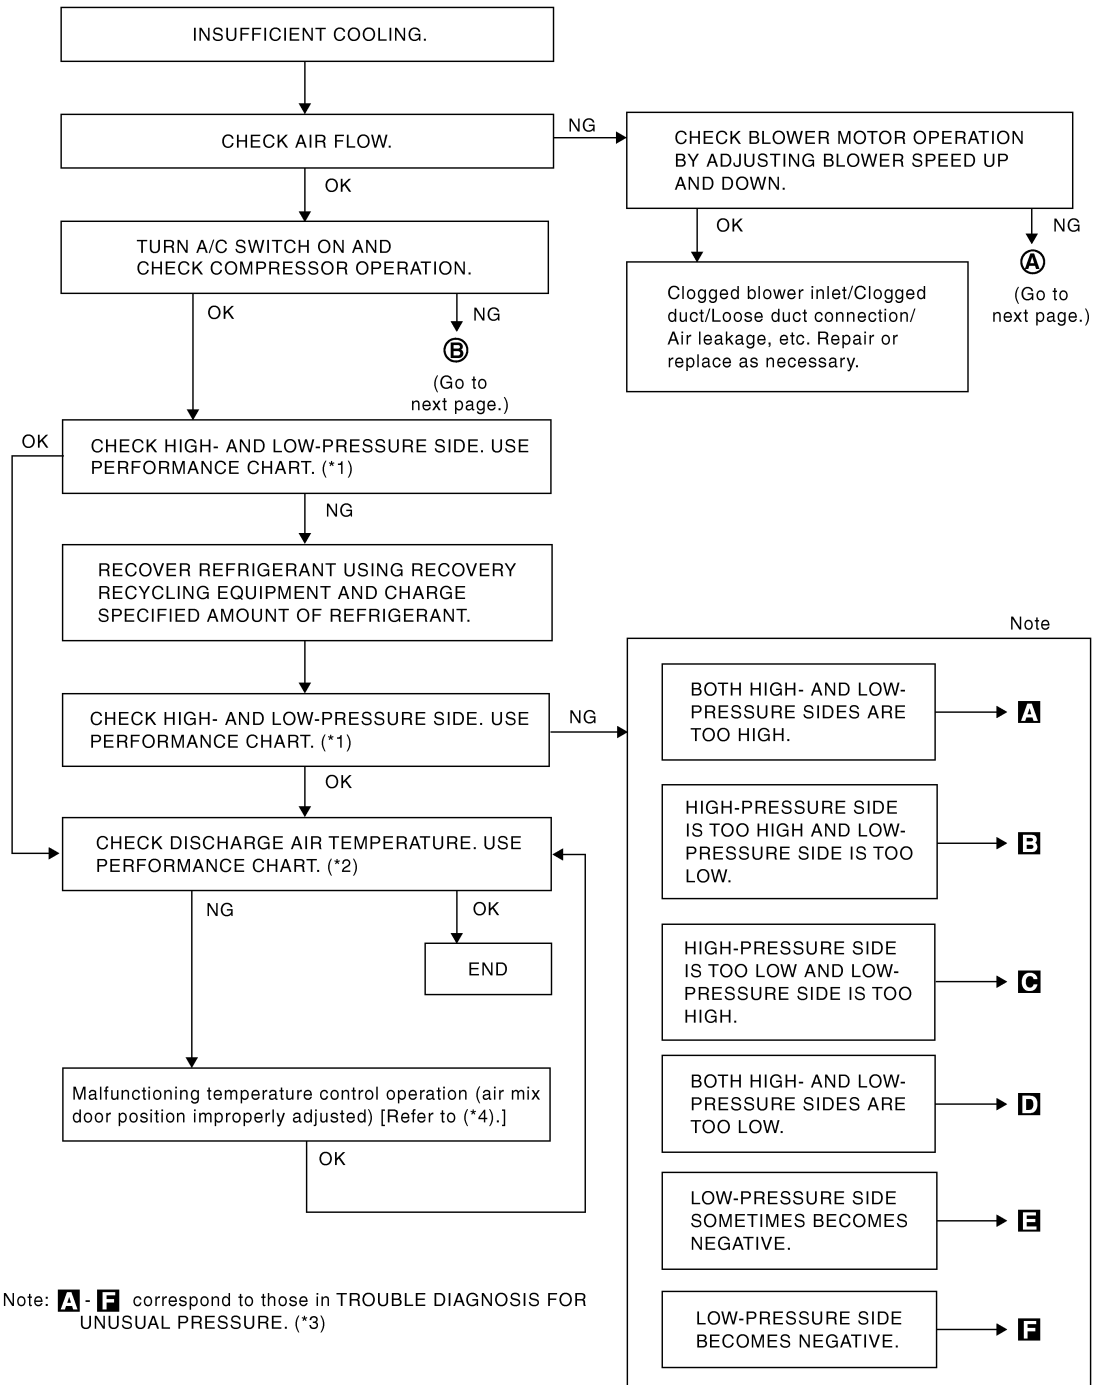 INSUFFICIENT COOLING.
CHECK AIR FLOW.
NG
CHECK BLOWER MOTOR OPERATION
BY ADJUSTING BLOWER SPEED UP
AND DOWN.
OK
OK
NG
TURN A/C SWITCH ON AND
CHECK COMPRESSOR OPERATION.
A
(Go to
next page.)
Clogged blower inlet/Clogged
duct/Loose duct connection/
Air leakage, etc. Repair or
replace as necessary.
OK
NG
B
(Go to
next page.)
OK
CHECK HIGH- AND LOW-PRESSURE SIDE. USE
PERFORMANCE CHART. (*1)
NG
RECOVER REFRIGERANT USING RECOVERY
RECYCLING EQUIPMENT AND CHARGE
SPECIFIED AMOUNT OF REFRIGERANT.
CHECK HIGH- AND LOW-PRESSURE SIDE. USE
PERFORMANCE CHART. (*1)
NG
OK
CHECK DISCHARGE AIR TEMPERATURE. USE
PERFORMANCE CHART. (*2)
NG
OK
END
Malfunctioning temperature control operation (air mix
door position improperly adjusted) [Refer to (*4).]
OK
Note
BOTH HIGH- AND LOW-
PRESSURE SIDES ARE
TOO HIGH.
A
HIGH-PRESSURE SIDE
IS TOO HIGH AND LOW-
PRESSURE SIDE IS TOO
LOW.
B
HIGH-PRESSURE SIDE
IS TOO LOW AND LOW-
PRESSURE SIDE IS TOO
HIGH.
C
BOTH HIGH- AND LOW-
PRESSURE SIDES ARE
TOO LOW.
D
LOW-PRESSURE SIDE
SOMETIMES BECOMES
NEGATIVE.
E
LOW-PRESSURE SIDE
BECOMES NEGATIVE.
F
Note: A - F correspond to those in TROUBLE DIAGNOSIS FOR
UNUSUAL PRESSURE. (*3)